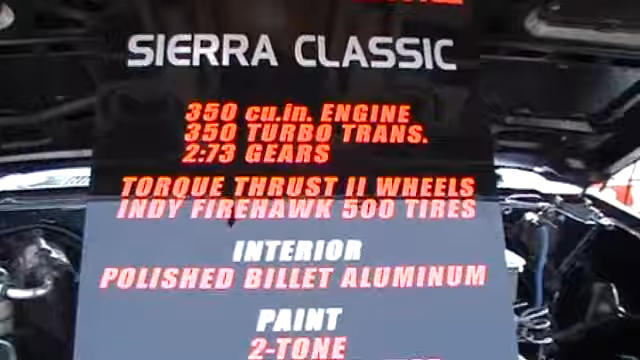 SIERRA CLASSIC
350 cu.in. ENGINE
350 TURBO TRANS.
2:73 GEARS
TORQUE THRUST II WHEELS
INDY FIREHAWK 500 TIRES
INTERIOR
POLISHED BILLET ALUMINUM
PAINT
2-TONE